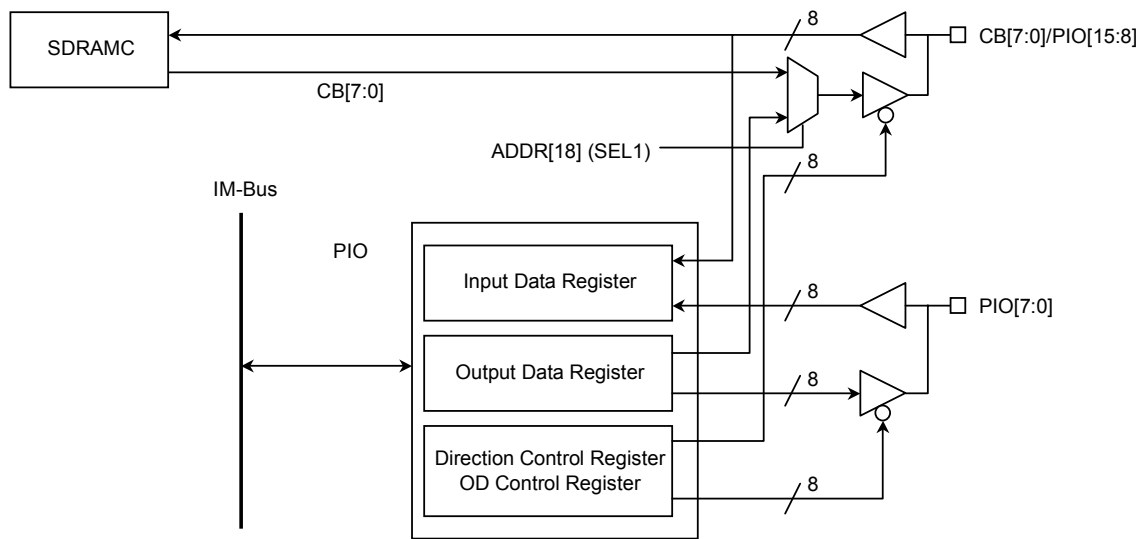 8
SDRAMC
CB[7:0]/PIO[15:8]
CB[7:0]
ADDR[18] (SEL1)
8
IM-Bus
PIO
Input Data Register
8
PIO[7:0]
Output Data Register
8
Direction Control Register
OD Control Register
8